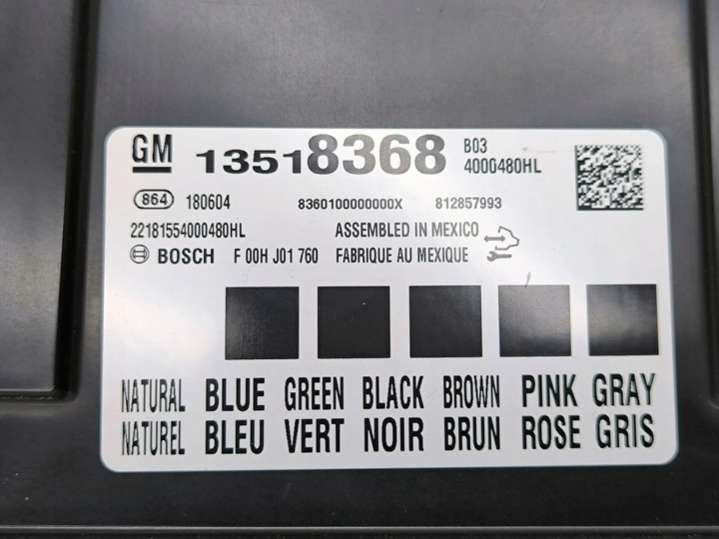 GM 13518368 B03
4000480HL
864 180604 8360100000000X 812857993
22181554000480HL ASSEMBLED IN MEXICO
BOSCH F 00H J01 760 FABRIQUE AU MEXIQUE
NATURAL BLUE GREEN BLACK BROWN PINK GRAY
NATUREL BLEU VERT NOIR BRUN ROSE GRIS